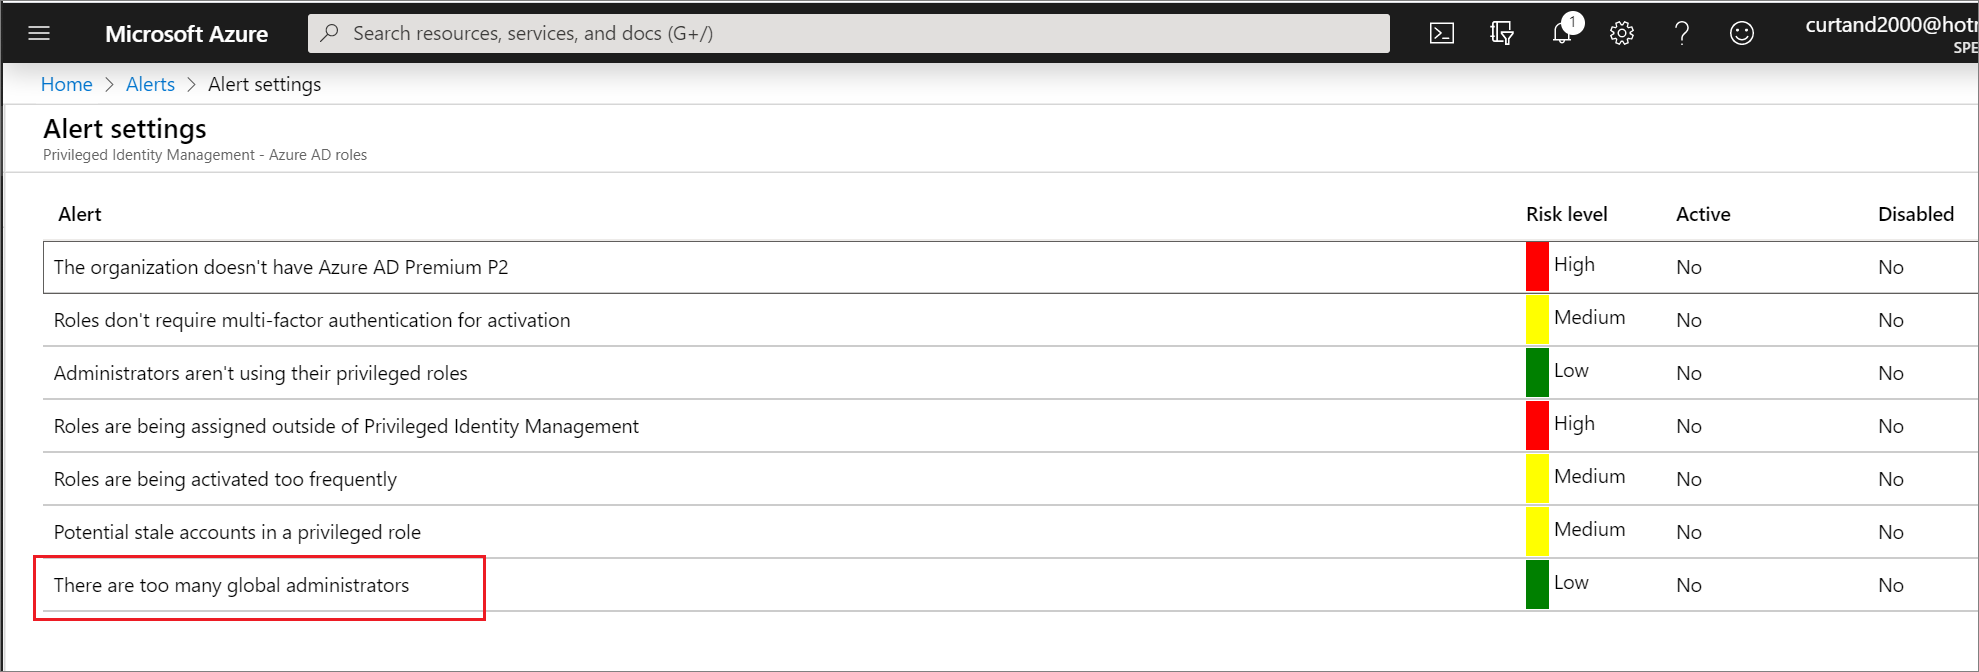 Microsoft Azure
Search resources, services, and docs (G+/)
1
curtand2000@hot
SPE
Home > Alerts > Alert settings
Alert settings
Privileged Identity Management - Azure AD roles
Alert Risk level Active Disabled
The organization doesn't have Azure AD Premium P2 High No No
Roles don't require multi-factor authentication for activation Medium No No
Administrators aren't using their privileged roles Low No No
Roles are being assigned outside of Privileged Identity Management High No No
Roles are being activated too frequently Medium No No
Potential stale accounts in a privileged role Medium No No
There are too many global administrators Low No No